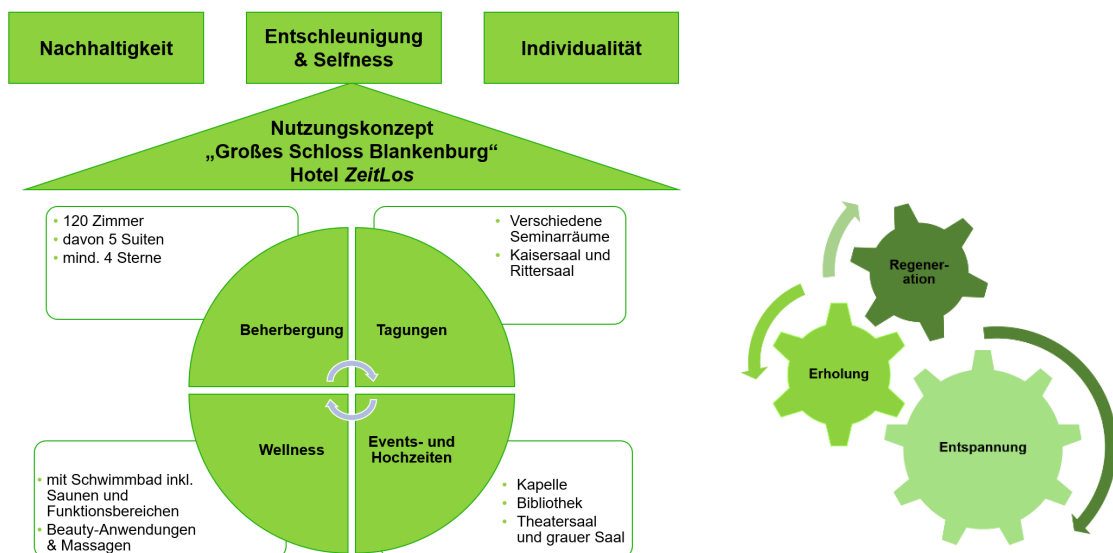 Nachhaltigkeit
Entschleunigung
& Selfness
Individualität
Nutzungskonzept
„Großes Schloss Blankenburg“
Hotel ZeitLos
• 120 Zimmer
• davon 5 Suiten
• mind. 4 Sterne
• Verschiedene
Seminarräume
• Kaisersaal und
Rittersaal
Beherbergung
Tagungen
Wellness
Events- und
Hochzeiten
• mit Schwimmbad inkl.
Saunen und
Funktionsbereichen
• Beauty-Anwendungen
& Massagen
• Kapelle
• Bibliothek
• Theatersaal
und grauer Saal
Regener-
ation
Erholung
Entspannung